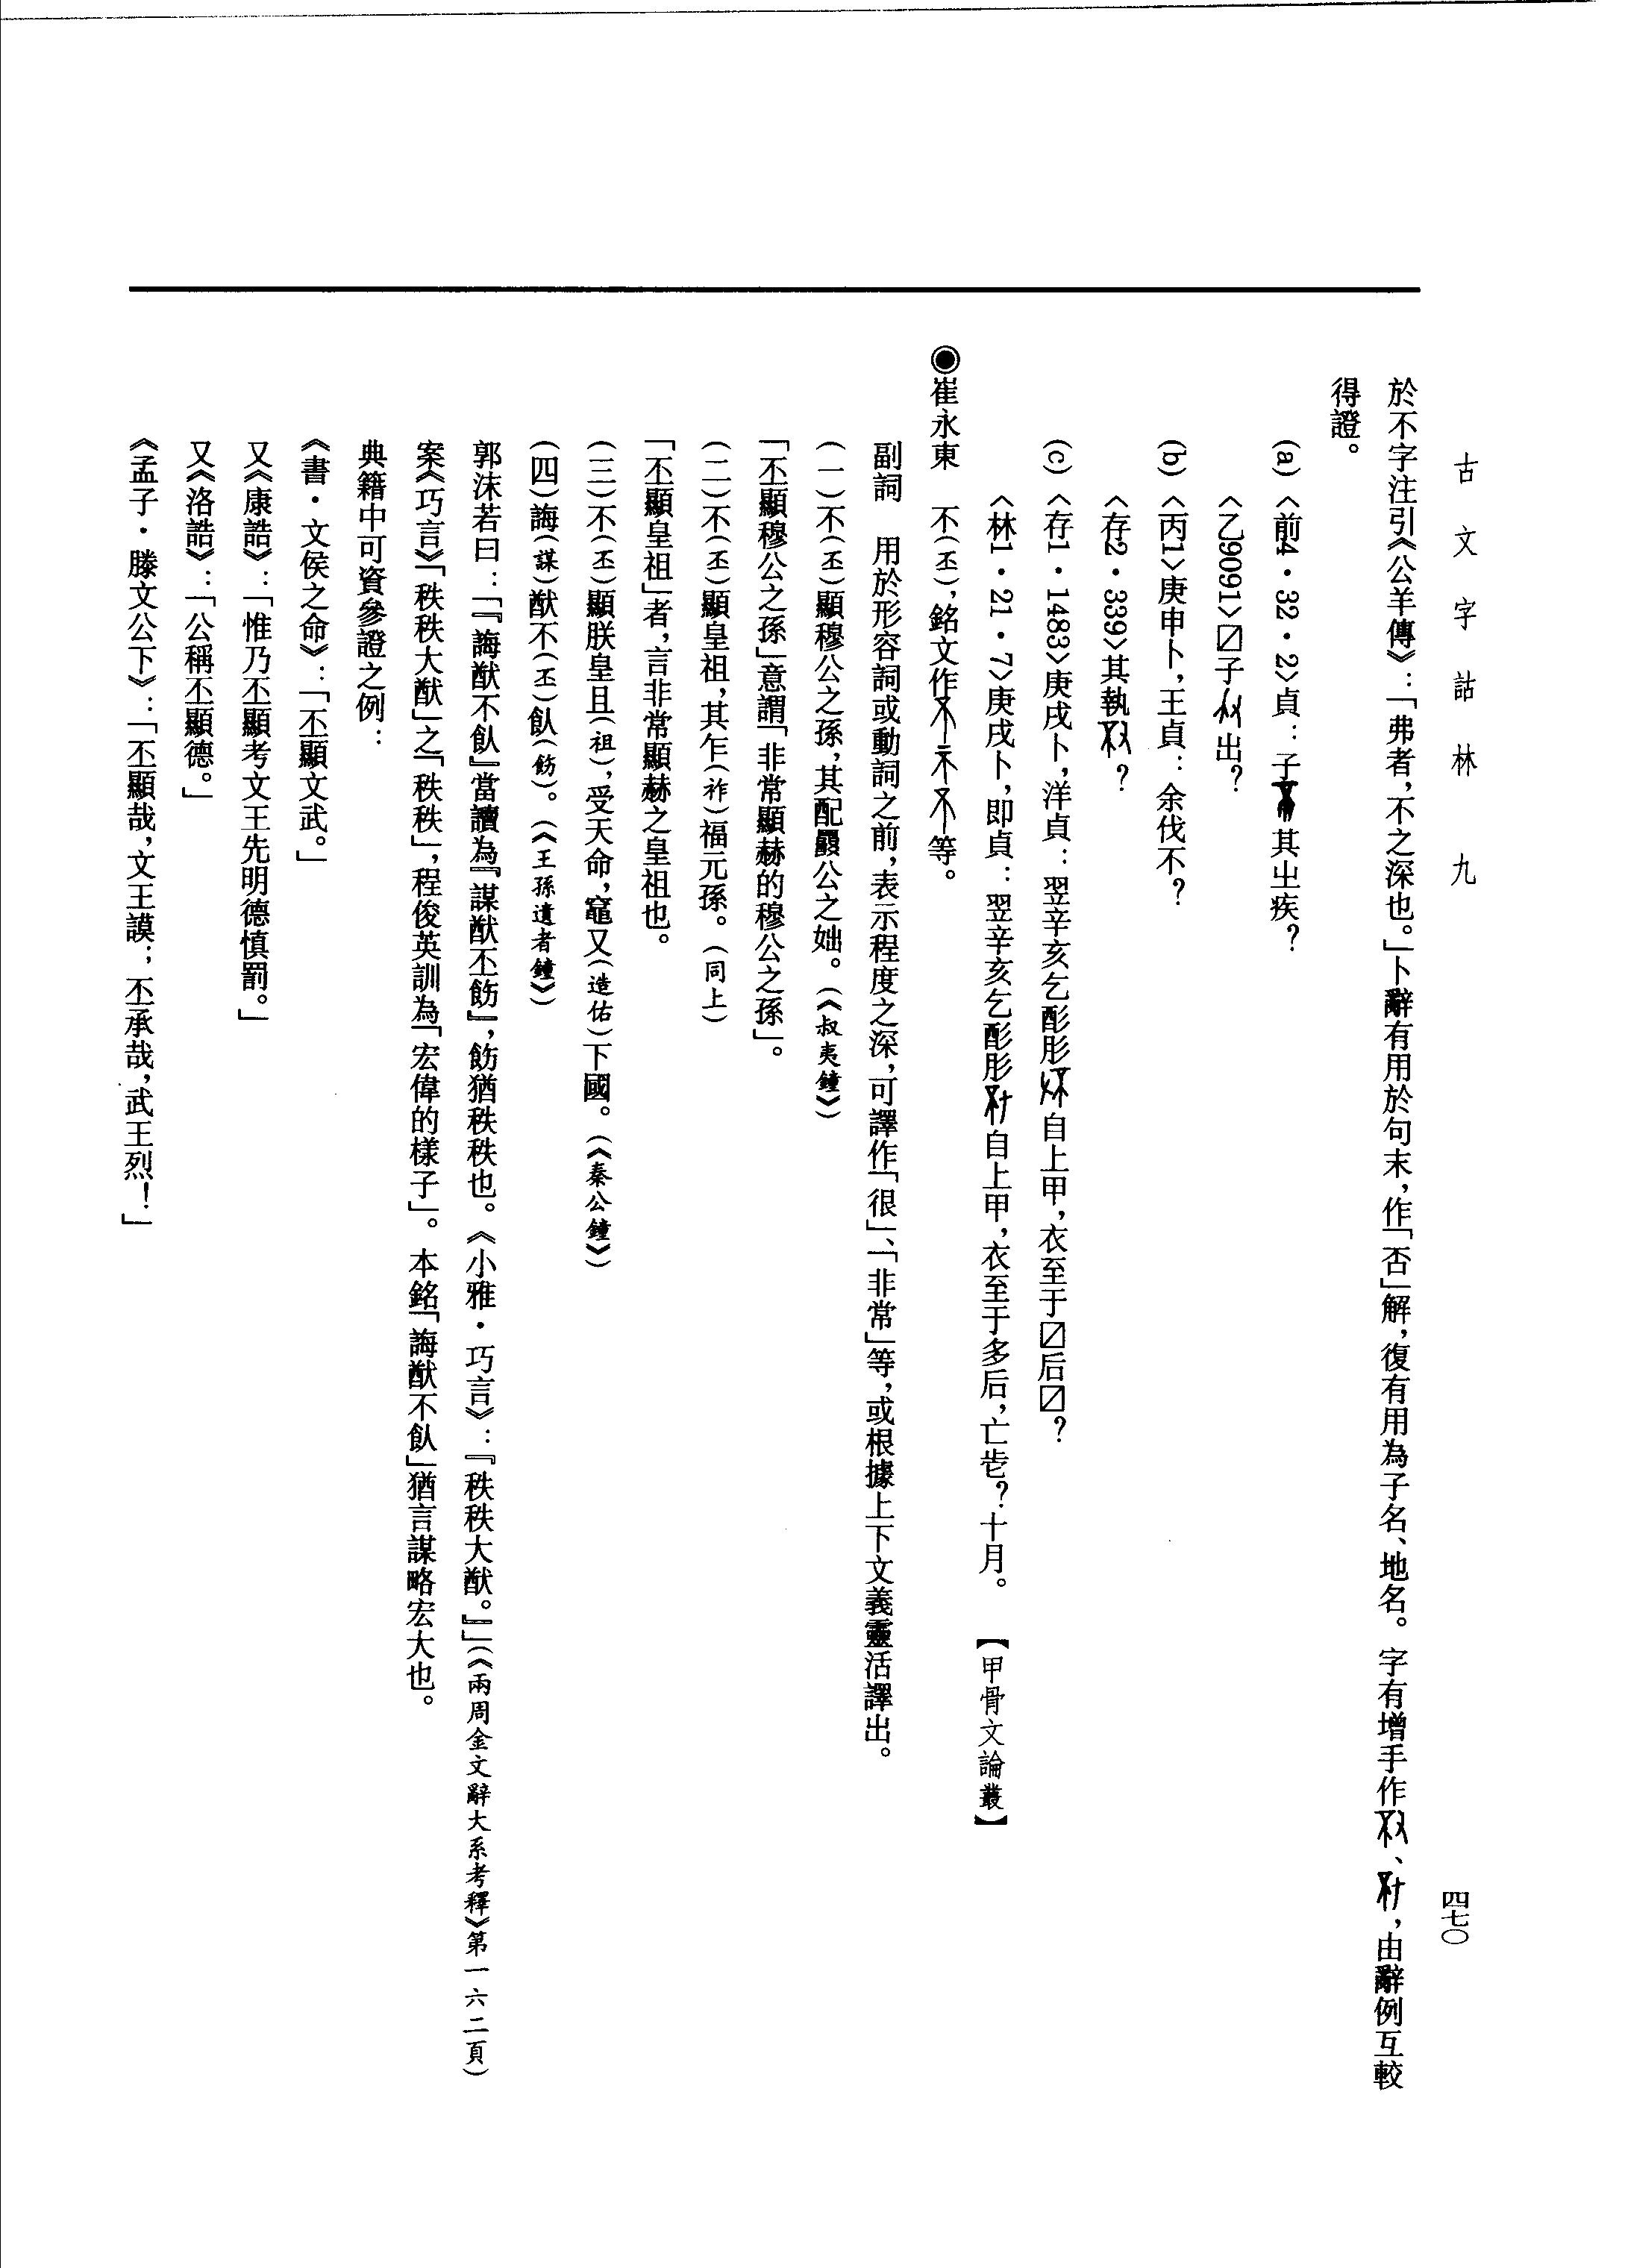 古文字詁林 九
四七〇
於不字注引《公羊傳》：「弗者，不之深也。」卜辭有用於句末，作「否」解，復有用為子名、地名。字有增手作、，由辭例互較
得證。
(a)〈前4·32·2〉貞：子其㞢疾？
〈乙9091〉☑子出？
(b)〈丙1〉庚申卜，王貞：余伐不？
〈存2·339〉其執？
(c)〈存1·1483〉庚戌卜，洋貞：翌辛亥乞酌肜自上甲，衣至于☑后☑？
〈林1·21·7〉庚戌卜，即貞：翌辛亥乞酌肜自上甲，衣至于多后，亡𡆥？十月。 【甲骨文論叢】
◉崔永東 不(丕)，銘文作等。
副詞 用於形容詞或動詞之前，表示程度之深，可譯作「很」、「非常」等，或根據上下文義靈活譯出。
(一)不(丕)顯穆公之孫，其配公之妣。(《叔夷鐘》)
「丕顯穆公之孫」意謂「非常顯赫的穆公之孫」。
(二)不(丕)顯皇祖，其乍(祚)福元孫。(同上)
「丕顯皇祖」者，言非常顯赫之皇祖也。
(三)不(丕)顯朕皇且(祖)，受天命，竈又(造佑)下國。(《秦公鐘》)
(四)誨(謀)猷不(丕)飤(飭)。(《王孫遺者鐘》)
郭沫若曰：「『誨猷不飤』當讀為『謀猷丕飭』，飭猶秩秩也。《小雅·巧言》：『秩秩大猷。』」(《兩周金文辭大系考釋》第一六二頁)
案《巧言》「秩秩大猷」之「秩秩」，程俊英訓為「宏偉的樣子」。本銘「誨猷不飤」猶言謀略宏大也。
典籍中可資參證之例：
《書·文侯之命》：「丕顯文武。」
又《康誥》：「惟乃丕顯考文王先明德慎罰。」
又《洛誥》：「公稱丕顯德。」
《孟子·滕文公下》：「丕顯哉，文王謨；丕承哉，武王烈！」